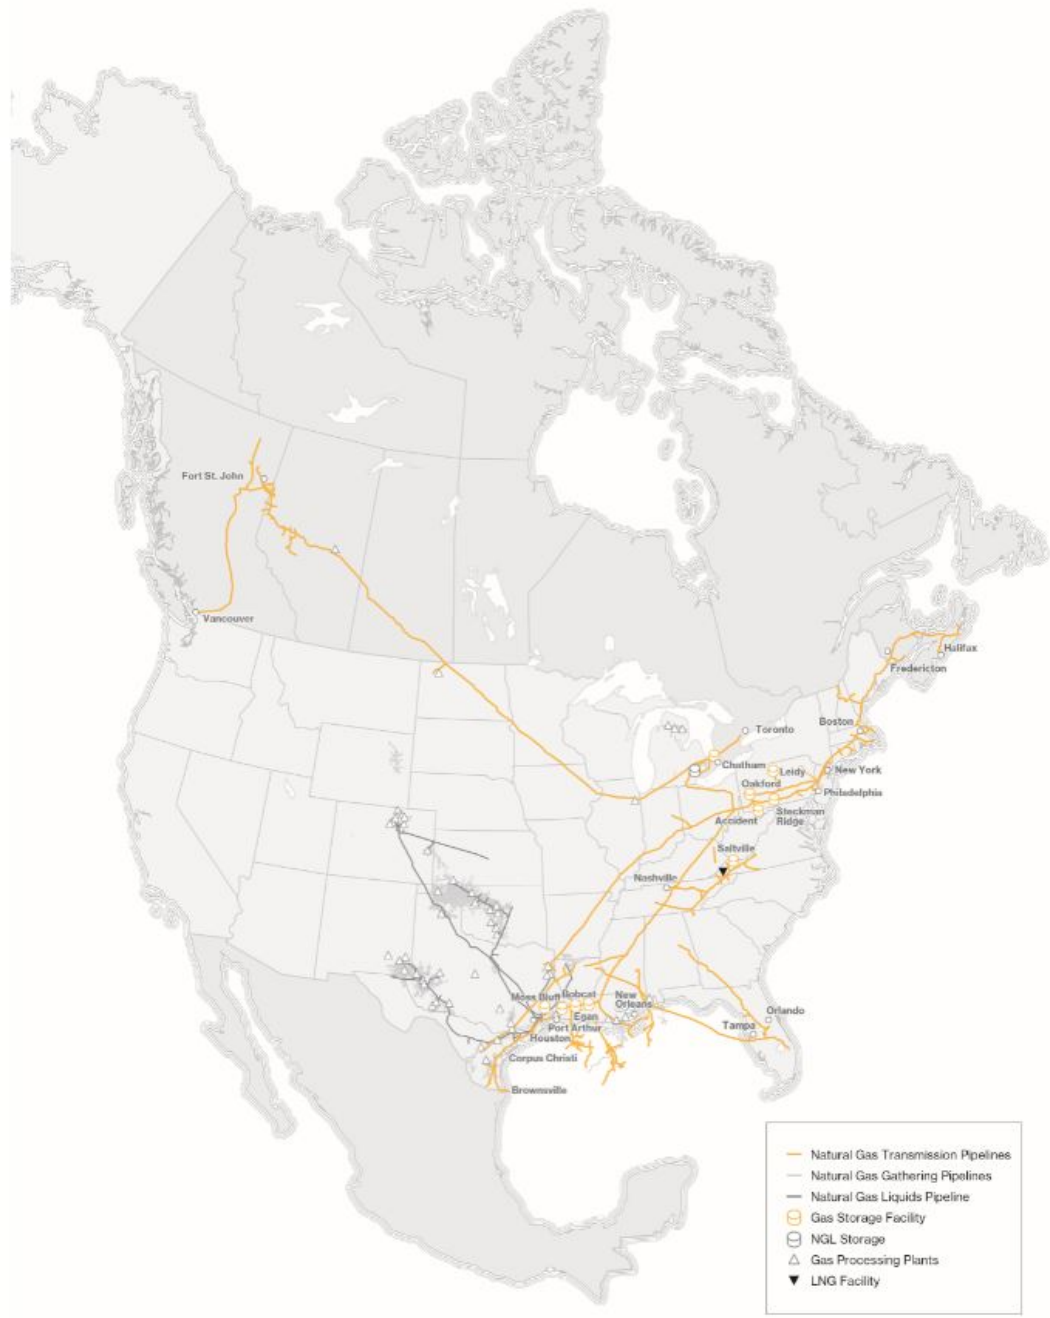 Fort St. John
Vancouver
Halifax
Fredericton
Boston
Toronto
Chatham
Leidy
New York
Oakford
Philadelphia
Accident
Steckman
Ridge
Saltville
Nashville
Moss Bluff
Bobcat
New
Orleans
Egan
Port Arthur
Houston
Orlando
Tampa
Corpus Christi
Brownsville
Natural Gas Transmission Pipelines
Natural Gas Gathering Pipelines
Natural Gas Liquids Pipeline
Gas Storage Facility
NGL Storage
Gas Processing Plants
LNG Facility